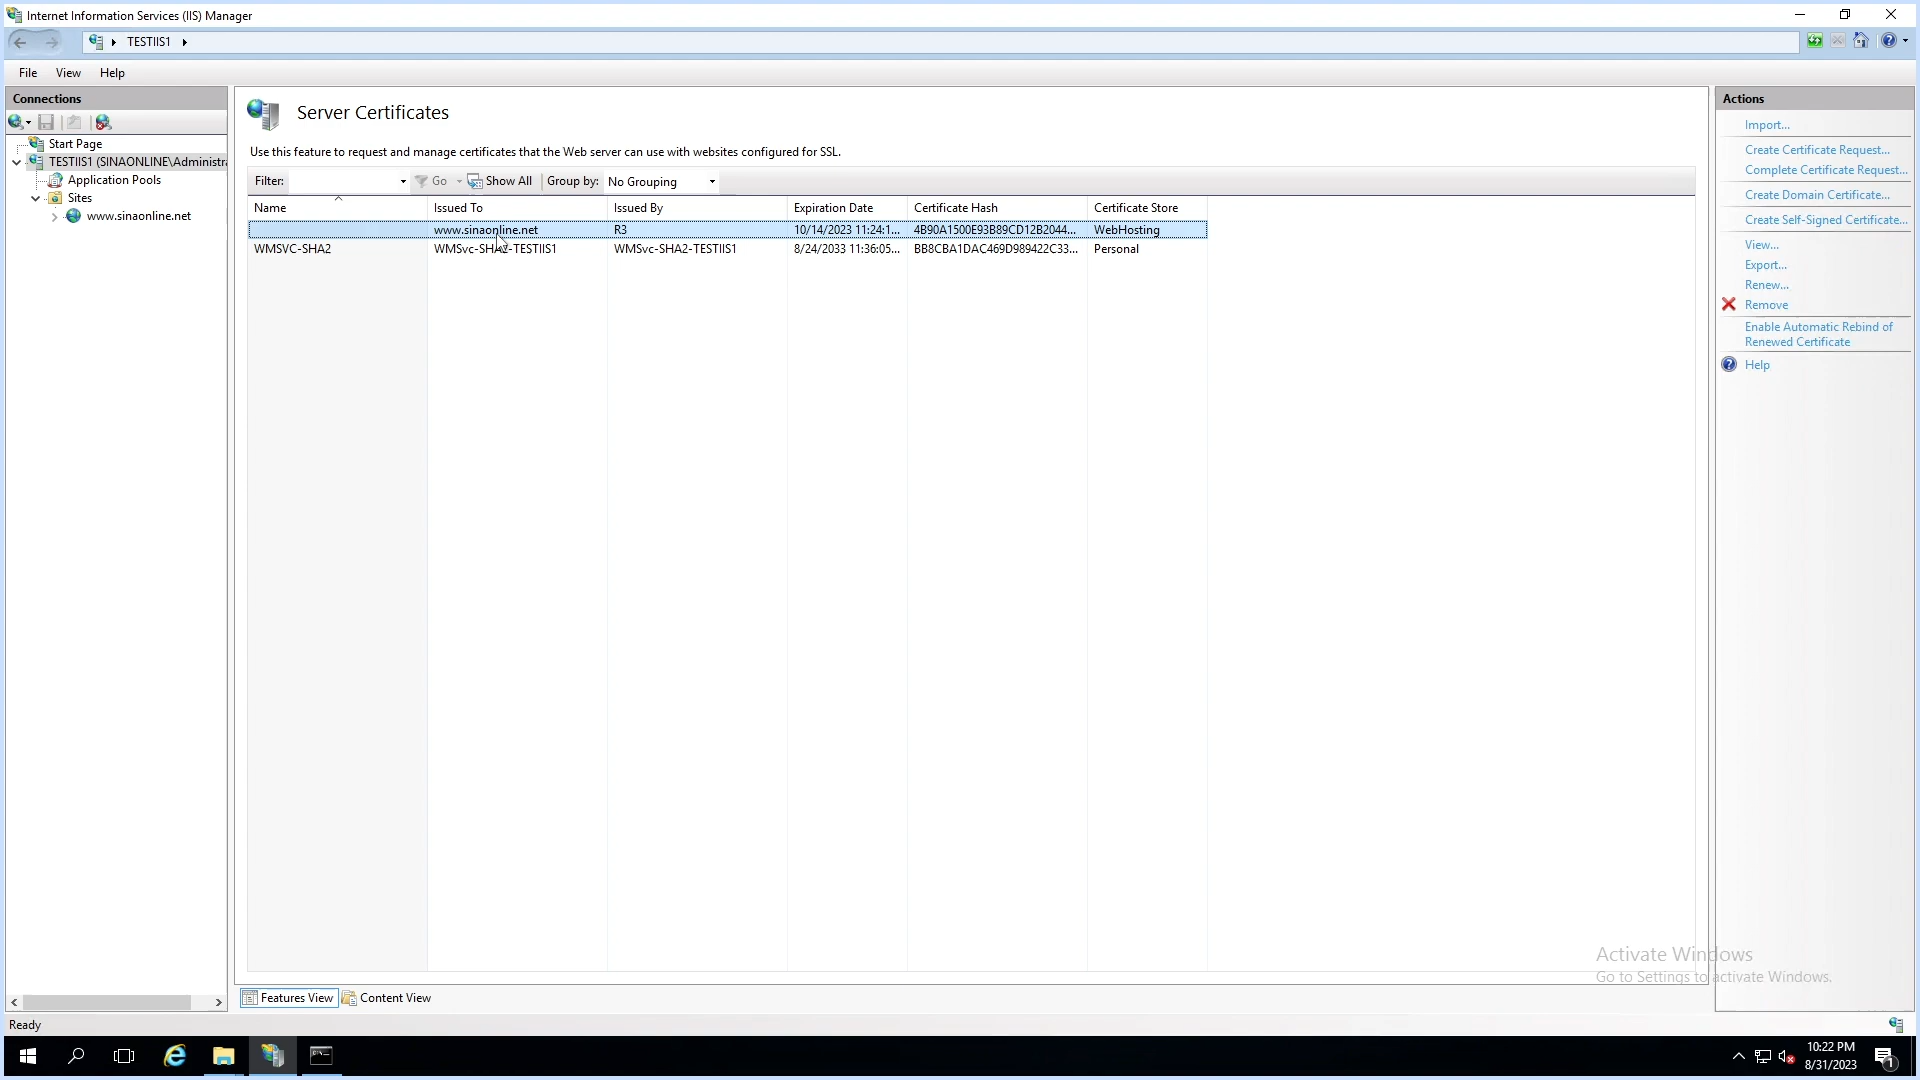 Internet Information Services (IIS) Manager
TESTIIS1
File View Help
Connections
Start Page
TESTIIS1 (SINAONLINE\Administra
Application Pools
Sites
www.sinaonline.net
Server Certificates
Use this feature to request and manage certificates that the Web server can use with websites configured for SSL.
Filter: Go Show All Group by: No Grouping
Name Issued To Issued By Expiration Date Certificate Hash Certificate Store
www.sinaonline.net R3 10/14/2023 11:24:1... 4B90A1500E93B89CD12B2044... WebHosting
WMSVC-SHA2 WMSvc-SHA2-TESTIIS1 WMSvc-SHA2-TESTIIS1 8/24/2033 11:36:05... BB8CBA1DAC469D989422C33... Personal
Features View Content View
Actions
Import...
Create Certificate Request...
Complete Certificate Request...
Create Domain Certificate...
Create Self-Signed Certificate...
View...
Export...
Renew...
Remove
Enable Automatic Rebind of
Renewed Certificate
Help
Activate Windows
Go to Settings to activate Windows.
Ready
10:22 PM
8/31/2023
1